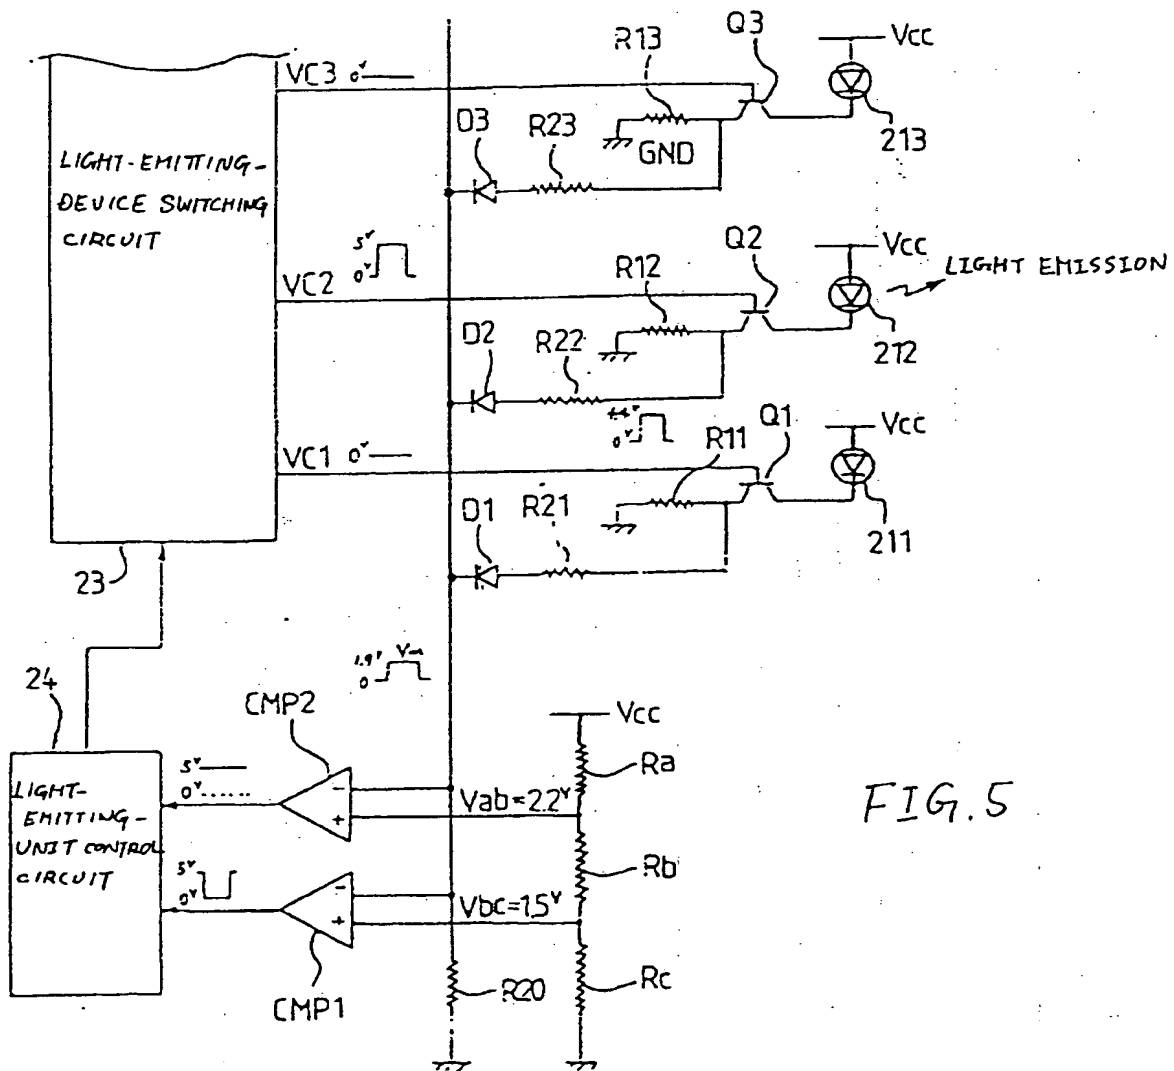 Q3
R13
Vcc
VC3 0V
D3
R23
GND
213
LIGHT-EMITTING-
DEVICE SWITCHING
CIRCUIT
5V
0V
VC2
Q2
Vcc
R12
LIGHT EMISSION
D2
R22
212
0V
Q1
Vcc
VC1 0V
R11
D1
R21
211
23
1.9V
0
24
CMP2
Vcc
5V
0V
Ra
Vab=2.2V
LIGHT-
EMITTING-
UNIT CONTROL
CIRCUIT
- +
FIG.5
5V
0V
Rb
Vbc=1.5V
- +
CMP1
R20
Rc